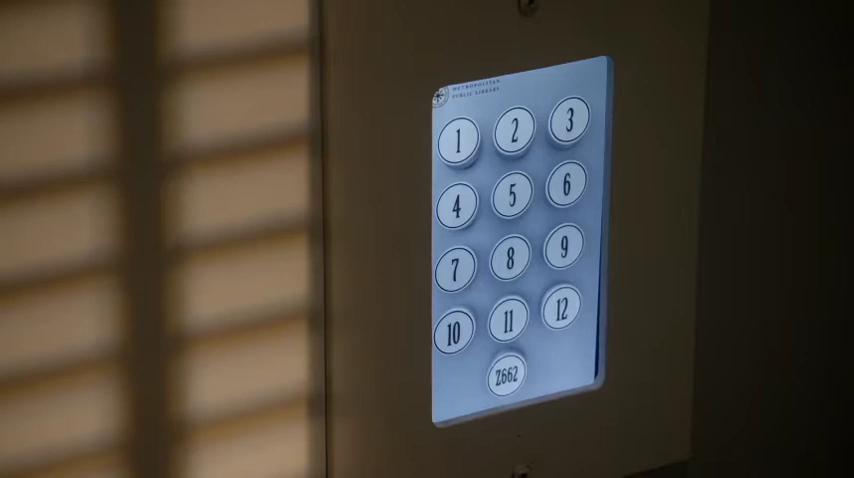 METROPOLITAN
PUBLIC LIBRARY
1 2 3
4 5 6
7 8 9
10 11 12
Z662